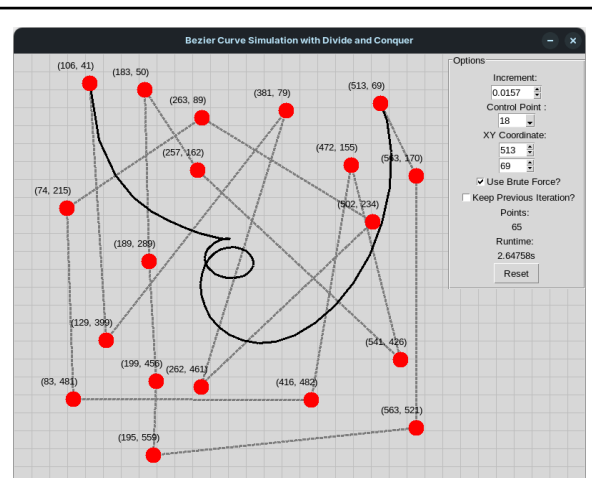 Bezier Curve Simulation with Divide and Conquer
(106, 41)
(183, 50)
(263, 89)
(381, 79)
(513, 69)
(257, 162)
(472, 155)
(563, 170)
(74, 215)
(502, 234)
(189, 289)
(129, 399)
(541, 426)
(199, 456)
(262, 461)
(83, 481)
(416, 482)
(563, 521)
(195, 559)
Options
Increment:
0.0157
Control Point :
18
XY Coordinate:
513
69
Use Brute Force?
Keep Previous Iteration?
Points:
65
Runtime:
2.64758s
Reset